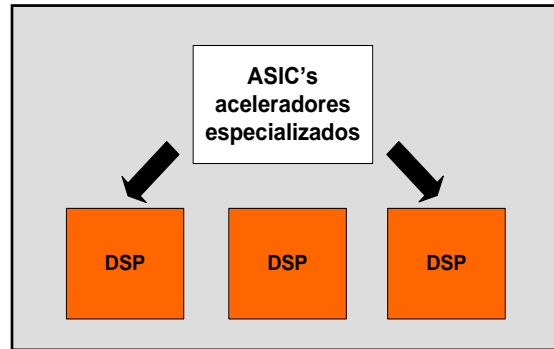 ASIC's
aceleradores
especializados
DSP
DSP
DSP